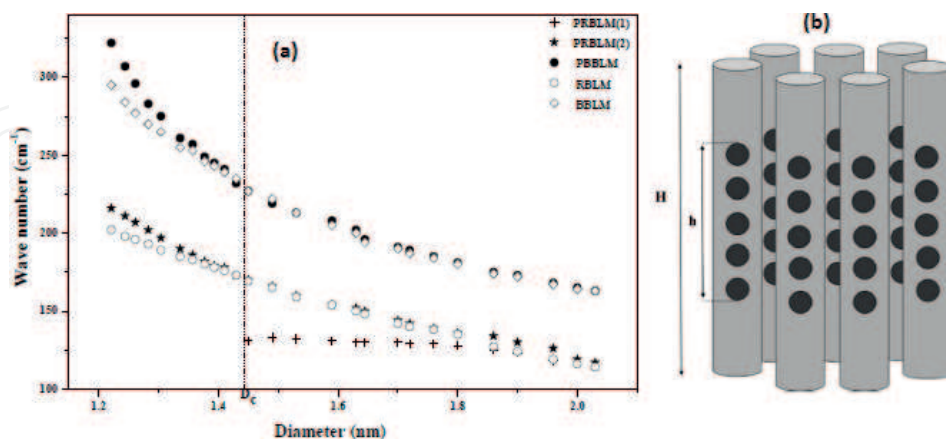 (a)
PRBLM(1)
PRBLM(2)
PBBLM
RBLM
BBLM
Wave number (cm-1)
300
250
200
150
100
1.2
1.4
Dc
1.6
1.8
2.0
Diameter (nm)
(b)
H
h